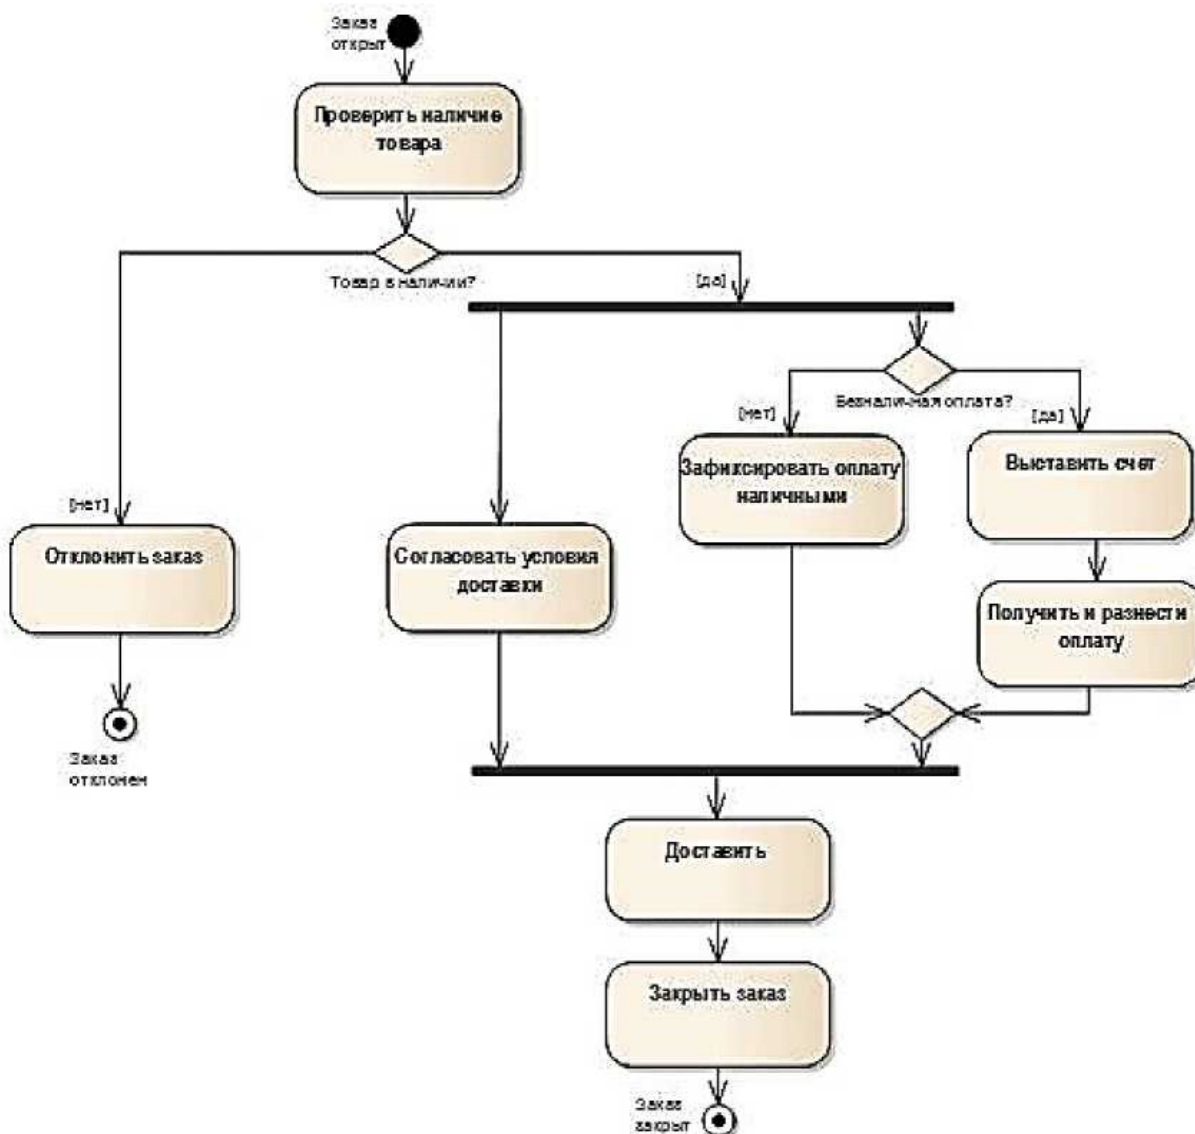 Заказ
открыт
Проверить наличие
товара
Товар в наличии?
[да]
Безналичная оплата?
[нет]
[да]
Зафиксировать оплату
наличными
Выставить счет
[нет]
Отклонить заказ
Согласовать условия
доставки
Получить и разнести
оплату
Заказ
отклонен
Доставить
Закрыть заказ
Заказ
закрыт